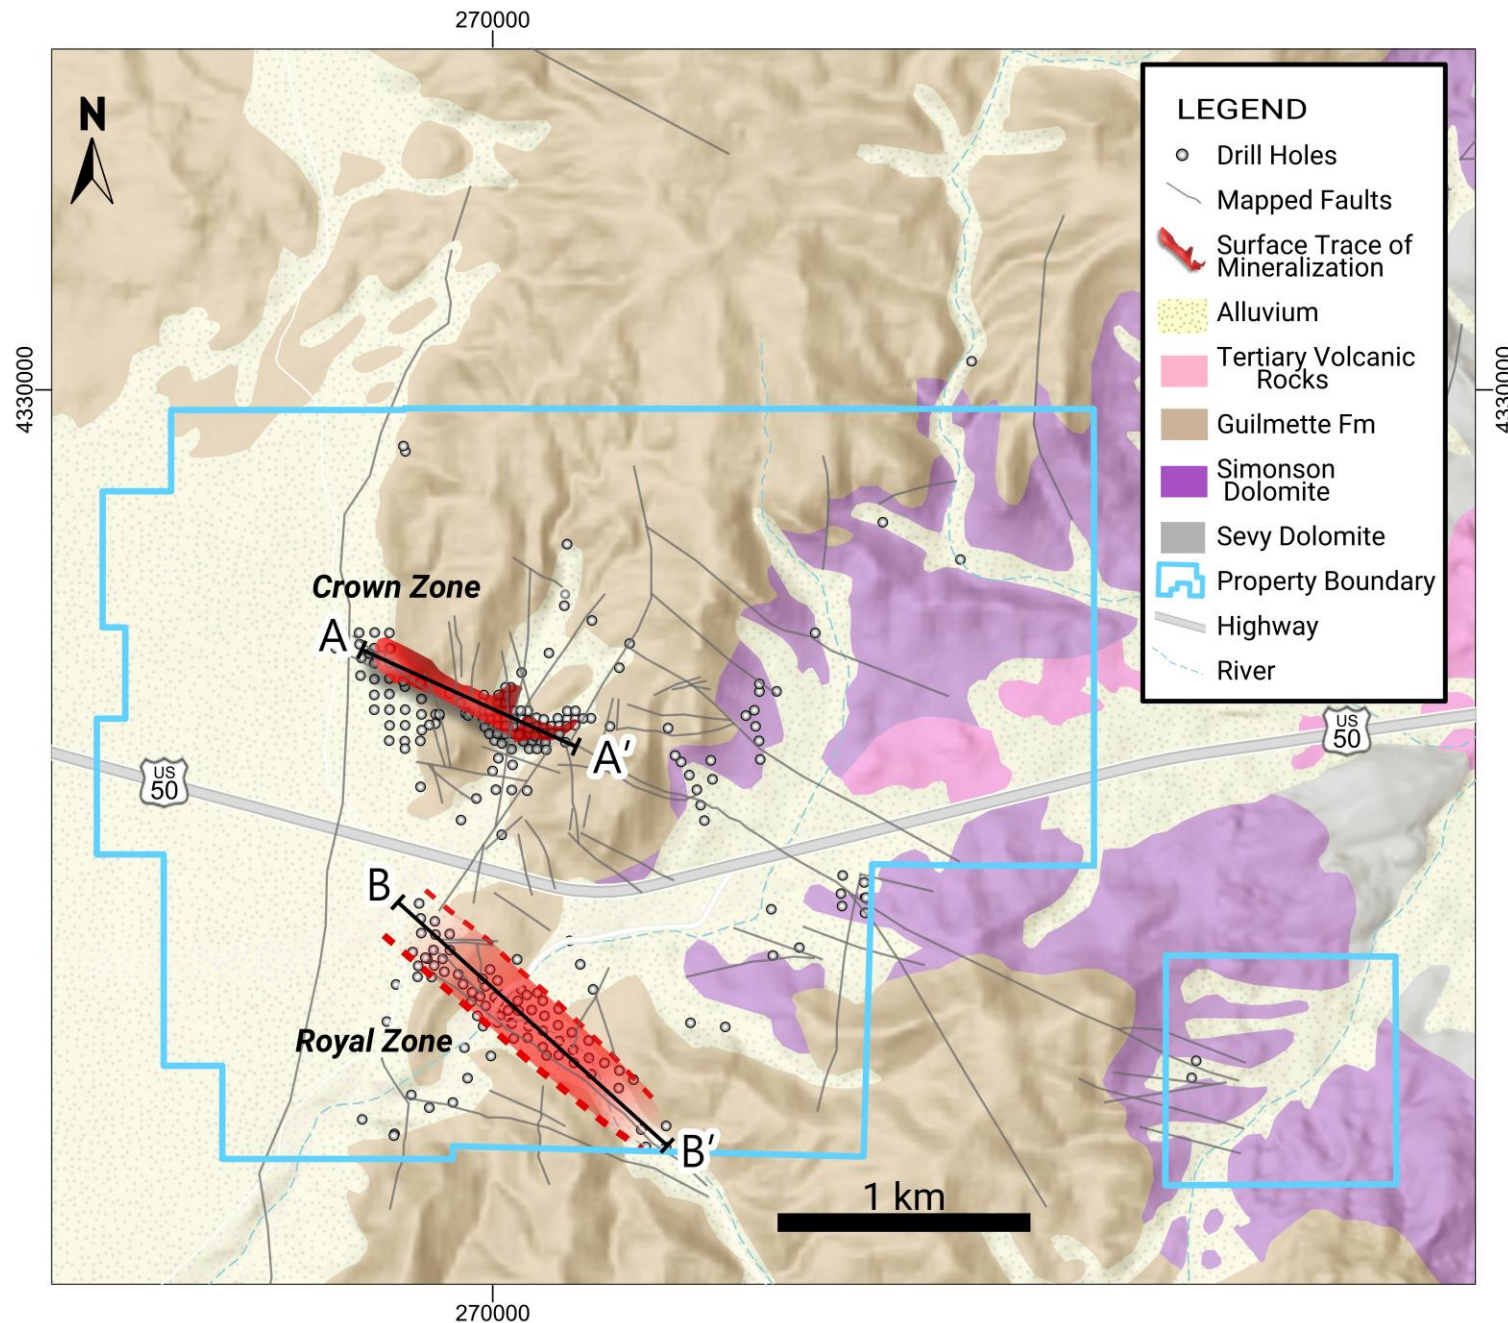 270000
N
LEGEND
Drill Holes
Mapped Faults
Surface Trace of
Mineralization
Alluvium
Tertiary Volcanic
Rocks
Guilmette Fm
Simonson
Dolomite
Sevy Dolomite
Property Boundary
Highway
River
4330000
4330000
Crown Zone
A
A'
US
50
US
50
B
Royal Zone
B'
1 km
270000